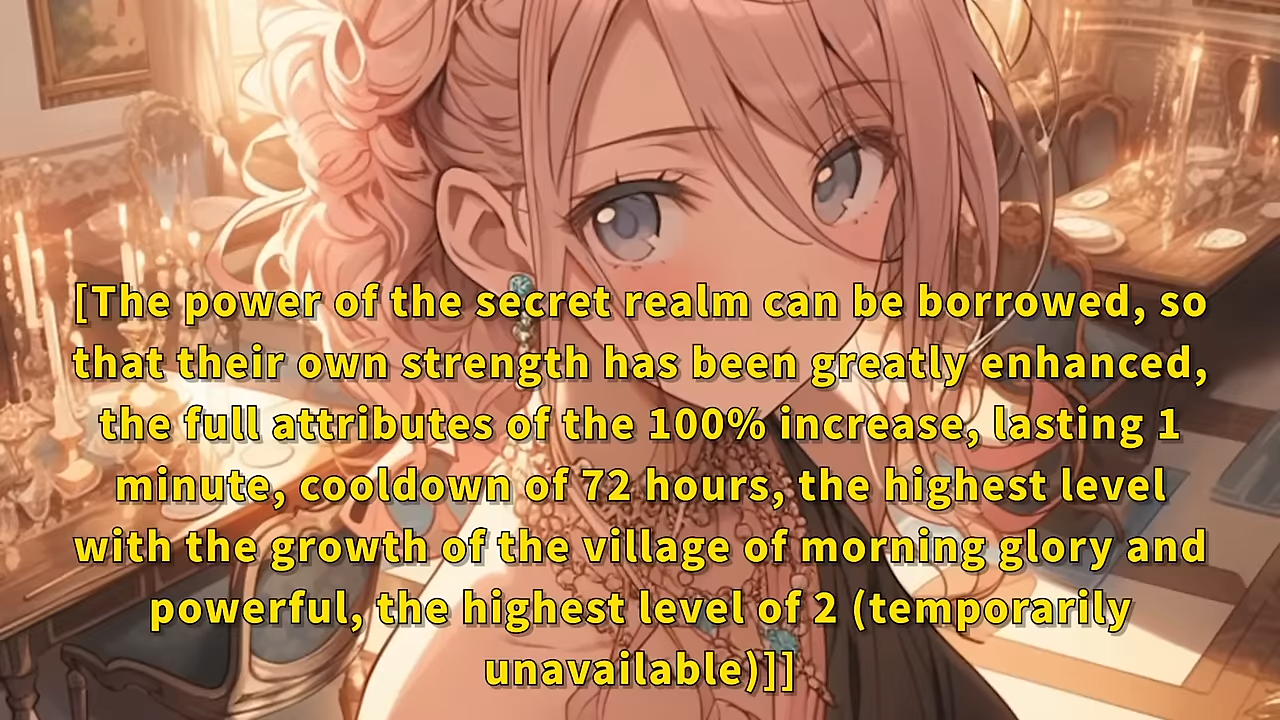 [The power of the secret realm can be borrowed, so
that their own strength has been greatly enhanced,
the full attributes of the 100% increase, lasting 1
minute, cooldown of 72 hours, the highest level
with the growth of the village of morning glory and
powerful, the highest level of 2 (temporarily
unavailable)]]